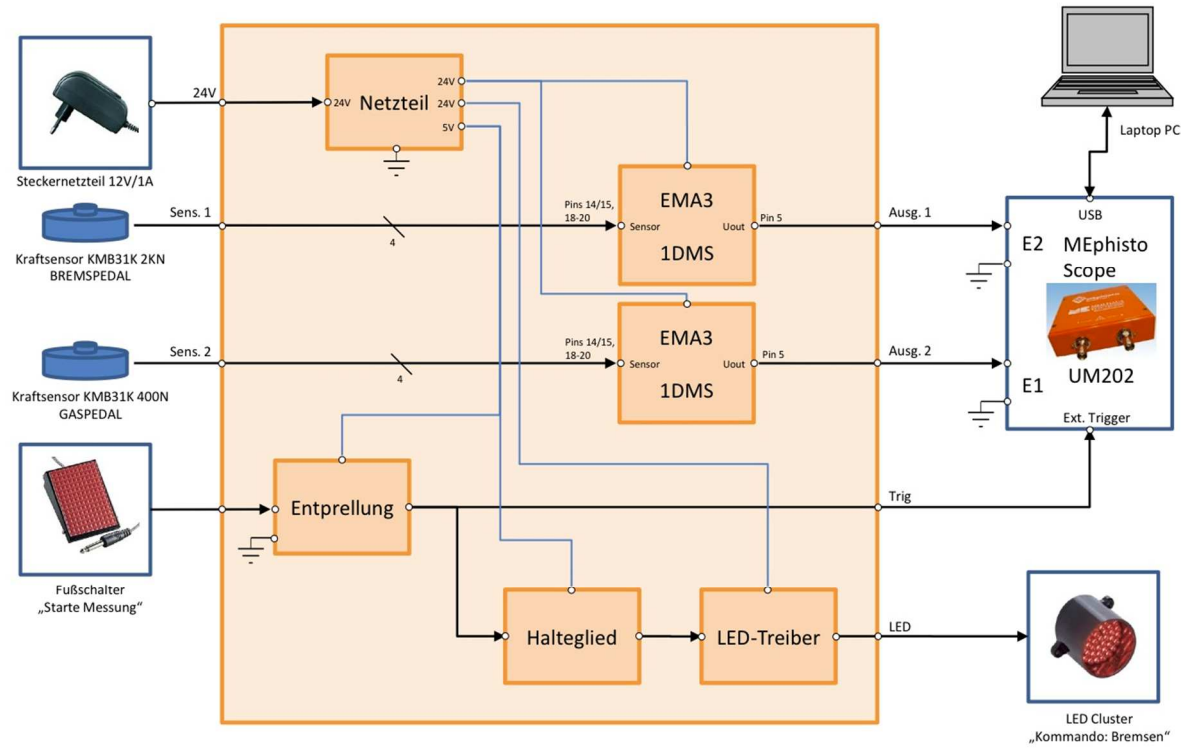 24V
Steckernetzteil 12V/1A
24V
Netzteil
24V
24V
5V
Laptop PC
Sens. 1
4
Pins 14/15,
18-20
Kraftsensor KMB31K 2KN
BREMSPEDAL
EMA3
Sensor
Uout
1DMS
Pin 5
Ausg. 1
USB
E2
MEphisto
Scope
UM202
E1
Ext. Trigger
Sens. 2
4
Pins 14/15,
18-20
Kraftsensor KMB31K 400N
GASPEDAL
EMA3
Sensor
Uout
1DMS
Pin 5
Ausg. 2
Entprellung
Trig
Fußschalter
„Starte Messung“
Halteglied
LED-Treiber
LED
LED Cluster
„Kommando: Bremsen“